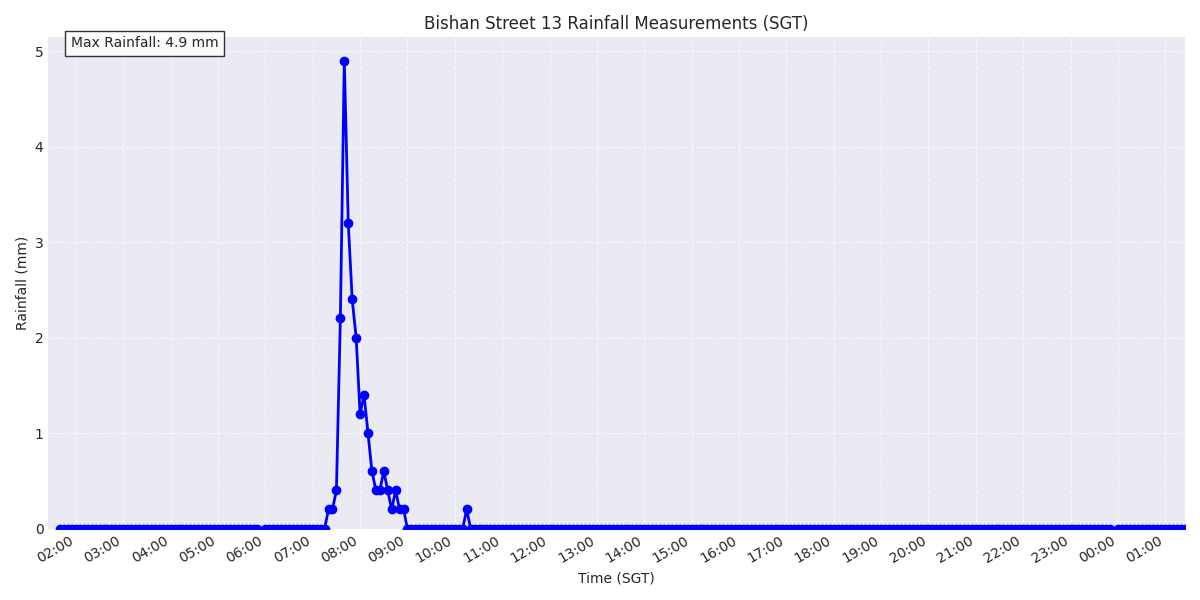 Bishan Street 13 Rainfall Measurements (SGT)
Max Rainfall: 4.9 mm
5
4
3
2
1
0
Rainfall (mm)
02:00 03:00 04:00 05:00 06:00 07:00 08:00 09:00 10:00 11:00 12:00 13:00 14:00 15:00 16:00 17:00 18:00 19:00 20:00 21:00 22:00 23:00 00:00 01:00
Time (SGT)